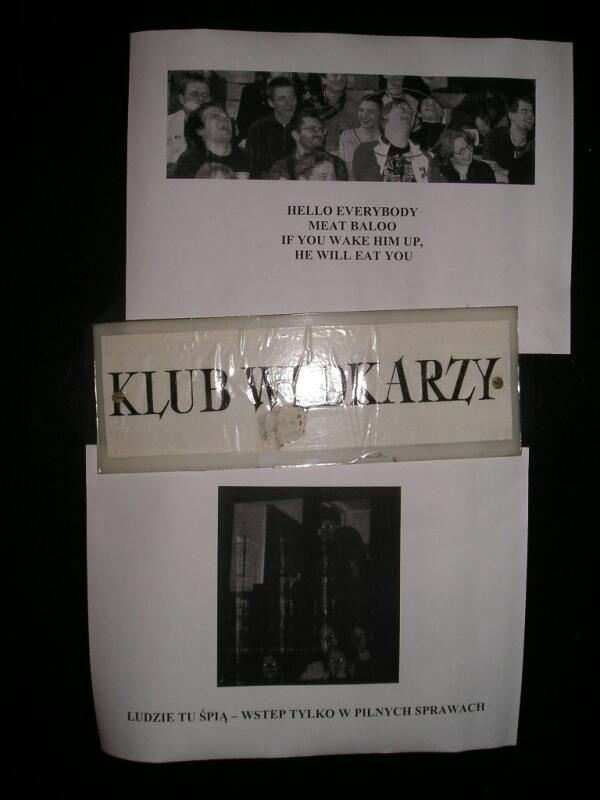 HELLO EVERYBODY
MEAT BALOO
IF YOU WAKE HIM UP,
HE WILL EAT YOU
KLUB WĘDKARZY
LUDZIE TU ŚPIĄ – WSTEP TYLKO W PILNYCH SPRAWACH